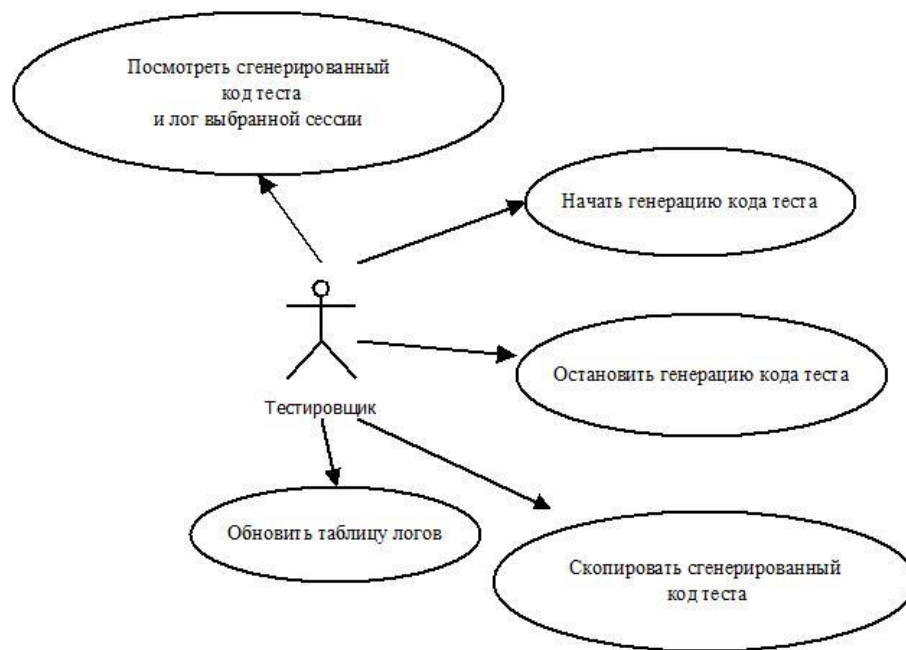 Посмотреть сгенерированный
код теста
и лог выбранной сессии
Начать генерацию кода теста
Остановить генерацию кода теста
Тестировщик
Обновить таблицу логов
Скопировать сгенерированный
код теста